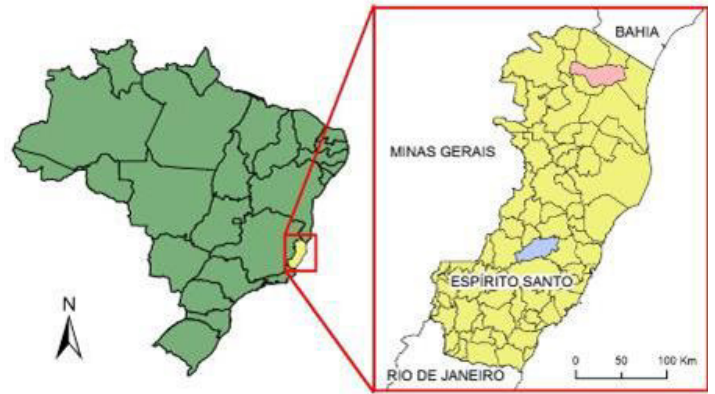 BAHIA
MINAS GERAIS
ESPÍRITO SANTO
N
0 50 100 Km
RIO DE JANEIRO